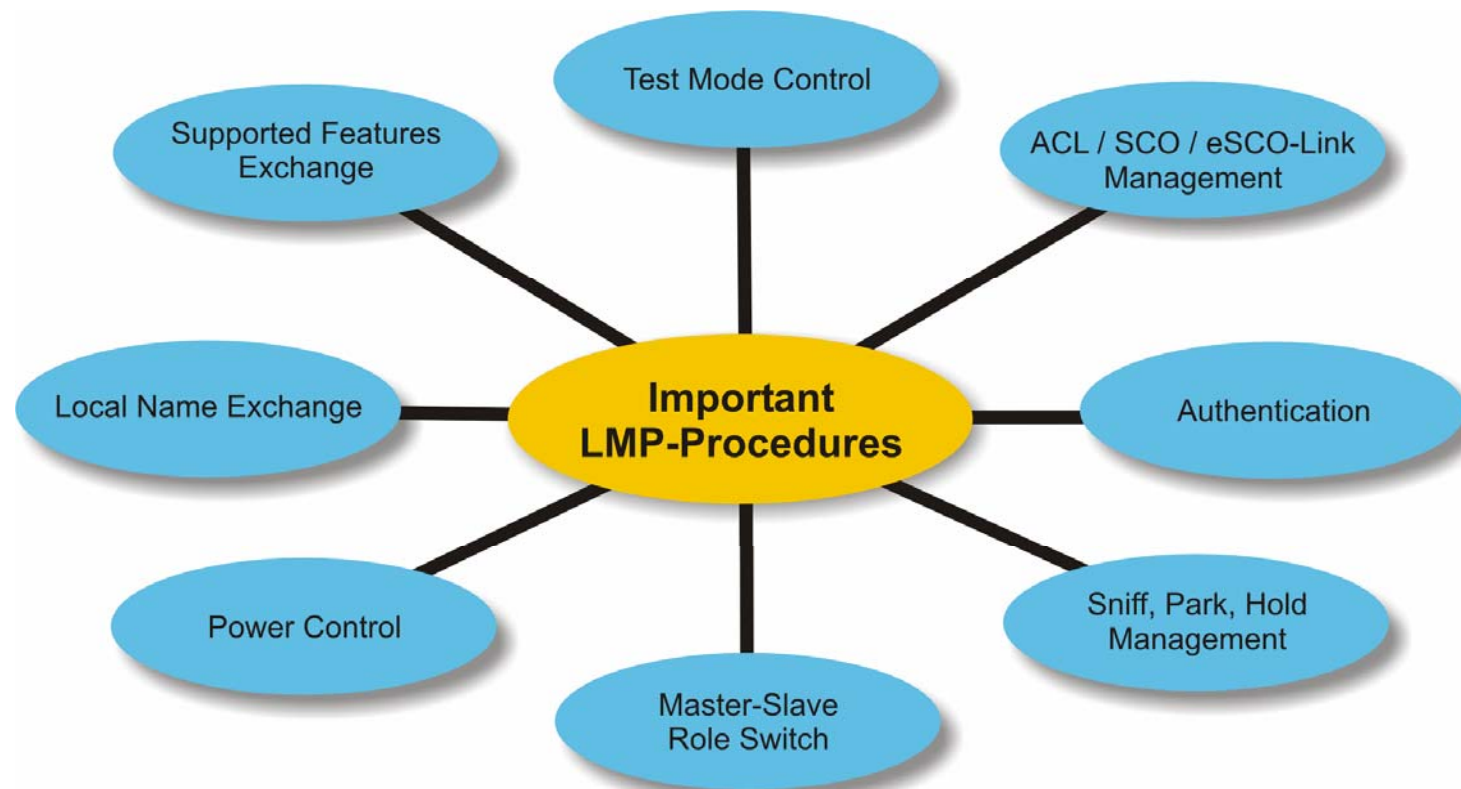 Test Mode Control
Supported Features
Exchange
ACL / SCO / eSCO-Link
Management
Local Name Exchange
Important
LMP-Procedures
Authentication
Power Control
Sniff, Park, Hold
Management
Master-Slave
Role Switch